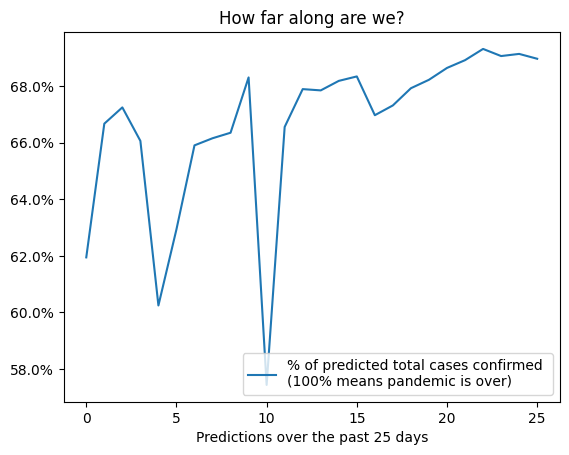 How far along are we?
68.0%
66.0%
64.0%
62.0%
60.0%
58.0%
% of predicted total cases confirmed
(100% means pandemic is over)
0 5 10 15 20 25
Predictions over the past 25 days